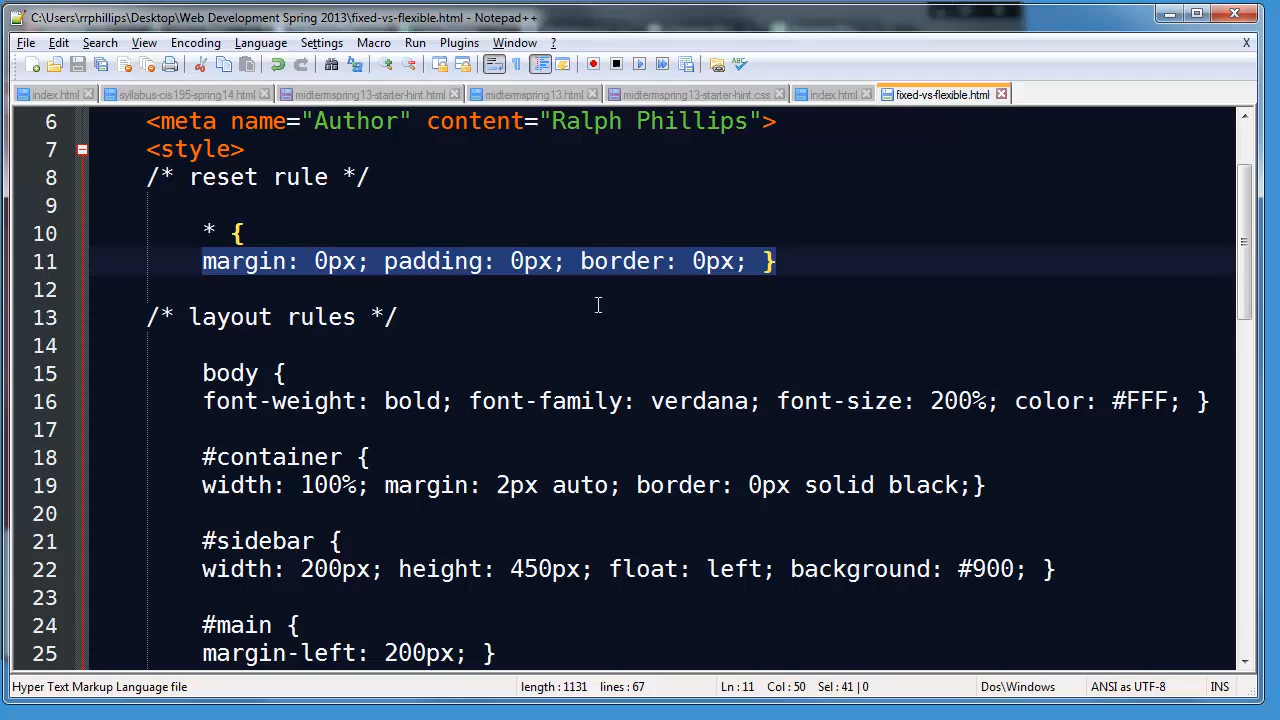 C:\Users\rrphillips\Desktop\Web Development Spring 2013\fixed-vs-flexible.html - Notepad++
File Edit Search View Encoding Language Settings Macro Run Plugins Window ? X
index.html syllabus-cis195-spring14.html midtermspring13-starter-hint.html midtermspring13.html midtermspring13-starter-hint.css index.html fixed-vs-flexible.html
6 <meta name="Author" content="Ralph Phillips">
7 <style>
8 /* reset rule */
9
10 * {
11 margin: 0px; padding: 0px; border: 0px; }
12
13 /* layout rules */
14
15 body {
16 font-weight: bold; font-family: verdana; font-size: 200%; color: #FFF; }
17
18 #container {
19 width: 100%; margin: 2px auto; border: 0px solid black;}
20
21 #sidebar {
22 width: 200px; height: 450px; float: left; background: #900; }
23
24 #main {
25 margin-left: 200px; }
Hyper Text Markup Language file length : 1131 lines : 67 Ln : 11 Col : 50 Sel : 41 | 0 Dos\Windows ANSI as UTF-8 INS